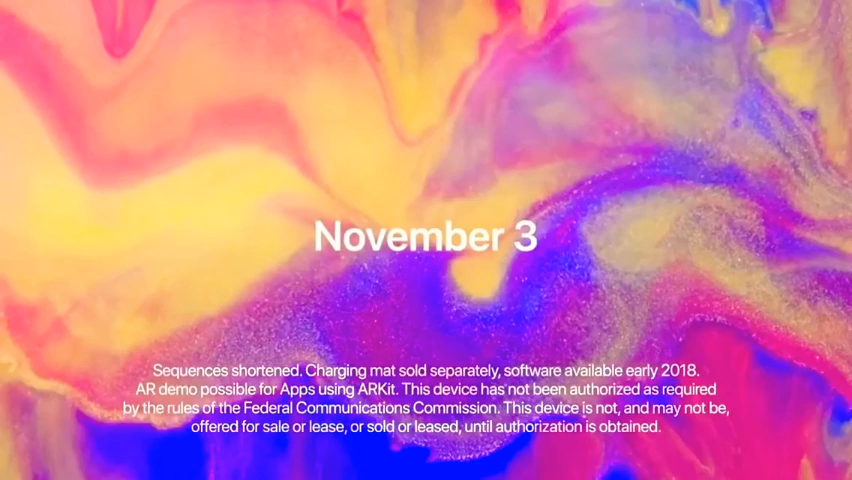 November 3
Sequences shortened. Charging mat sold separately, software available early 2018.
AR demo possible for Apps using ARKit. This device has not been authorized as required
by the rules of the Federal Communications Commission. This device is not, and may not be,
offered for sale or lease, or sold or leased, until authorization is obtained.